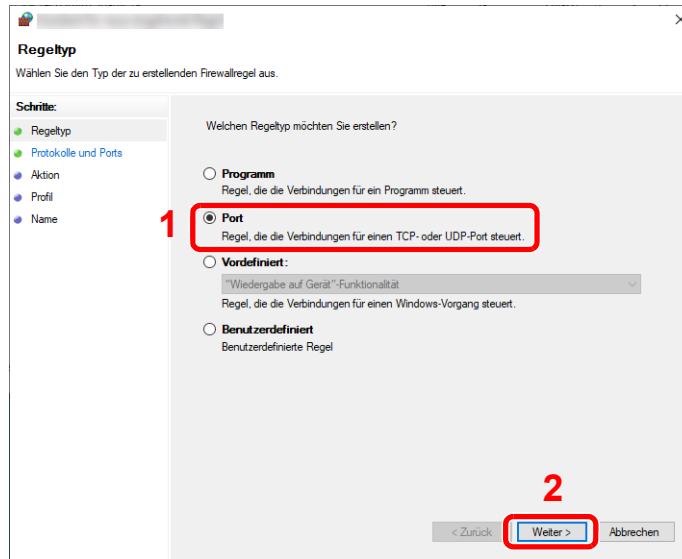 Regeltyp
Wählen Sie den Typ der zu erstellenden Firewallregel aus.
Schritte:
Regeltyp
Protokolle und Ports
Aktion
Profil
Name
Welchen Regeltyp möchten Sie erstellen?
Programm
Regel, die die Verbindungen für ein Programm steuert.
1
Port
Regel, die die Verbindungen für einen TCP- oder UDP-Port steuert.
Vordefiniert:
"Wiedergabe auf Gerät"-Funktionalität
Regel, die die Verbindungen für einen Windows-Vorgang steuert.
Benutzerdefiniert
Benutzerdefinierte Regel
2
< Zurück
Weiter >
Abbrechen